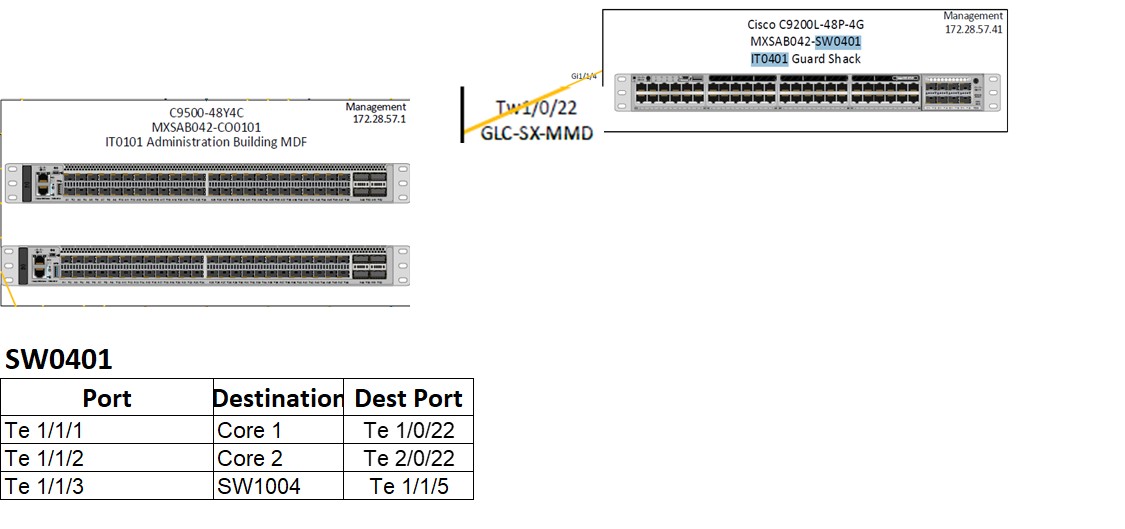 Cisco C9200L-48P-4G
MXSAB042-SW0401
IT0401 Guard Shack
Management
172.28.57.41
Gi1/1/4
Tw1/0/22
GLC-SX-MMD
C9500-48Y4C
MXSAB042-CO0101
IT0101 Administration Building MDF
Management
172.28.57.1
SW0401
Port Destination Dest Port
Te 1/1/1 Core 1 Te 1/0/22
Te 1/1/2 Core 2 Te 2/0/22
Te 1/1/3 SW1004 Te 1/1/5